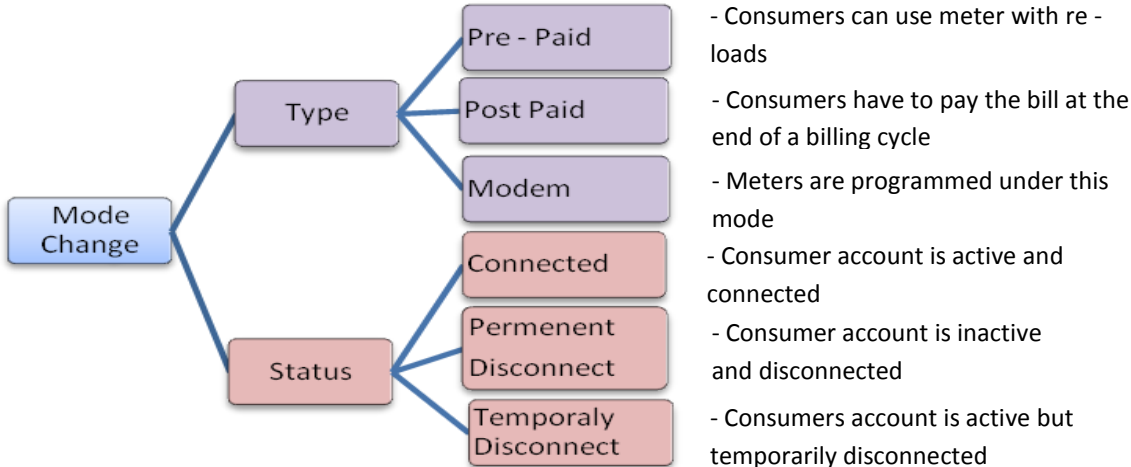 Mode
Change
Type
Pre - Paid
- Consumers can use meter with re -
loads
Post Paid
- Consumers have to pay the bill at the
end of a billing cycle
Modem
- Meters are programmed under this
mode
Status
Connected
- Consumer account is active and
connected
Permenent
Disconnect
- Consumer account is inactive
and disconnected
Temporaly
Disconnect
- Consumers account is active but
temporarily disconnected